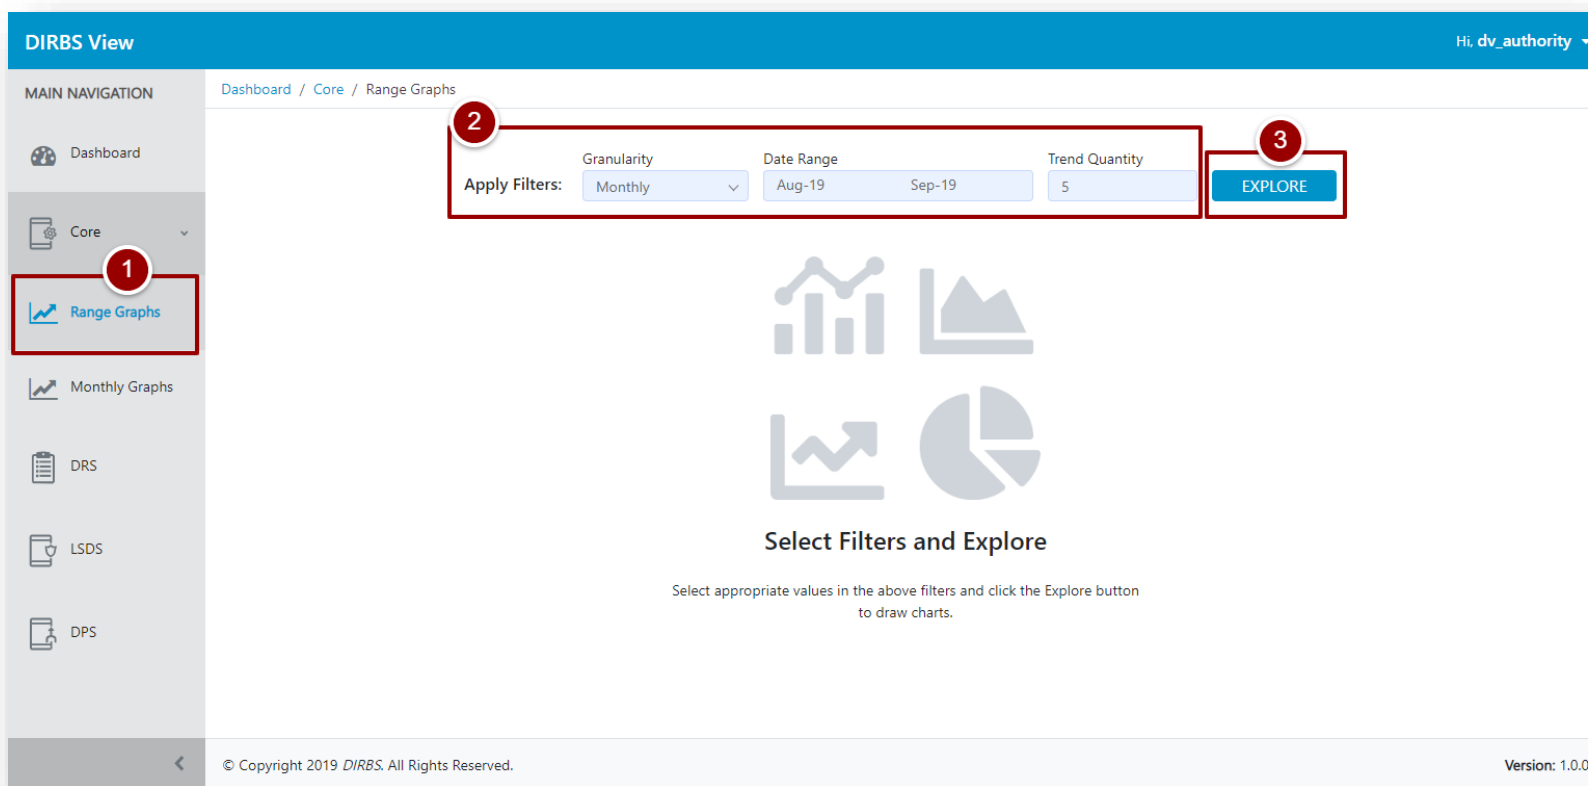 DIRBS View
Hi, dv_authority
MAIN NAVIGATION
Dashboard / Core / Range Graphs
Dashboard
Core
1
Range Graphs
Monthly Graphs
DRS
LSDS
DPS
2
3
Granularity Date Range Trend Quantity
Apply Filters: Monthly Aug-19 Sep-19 5 EXPLORE
Select Filters and Explore
Select appropriate values in the above filters and click the Explore button
to draw charts.
© Copyright 2019 DIRBS. All Rights Reserved.
Version: 1.0.0